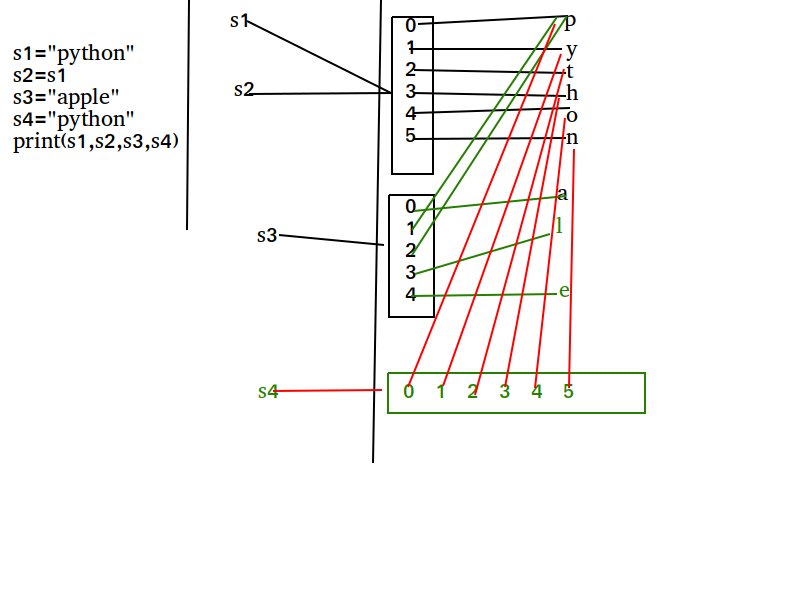 s1="python"
s2=s1
s3="apple"
s4="python"
print(s1,s2,s3,s4)
s1
s2
s3
s4
0
1
2
3
4
5
0
1
2
3
4
0 1 2 3 4 5
p
y
t
h
o
n
a
l
e